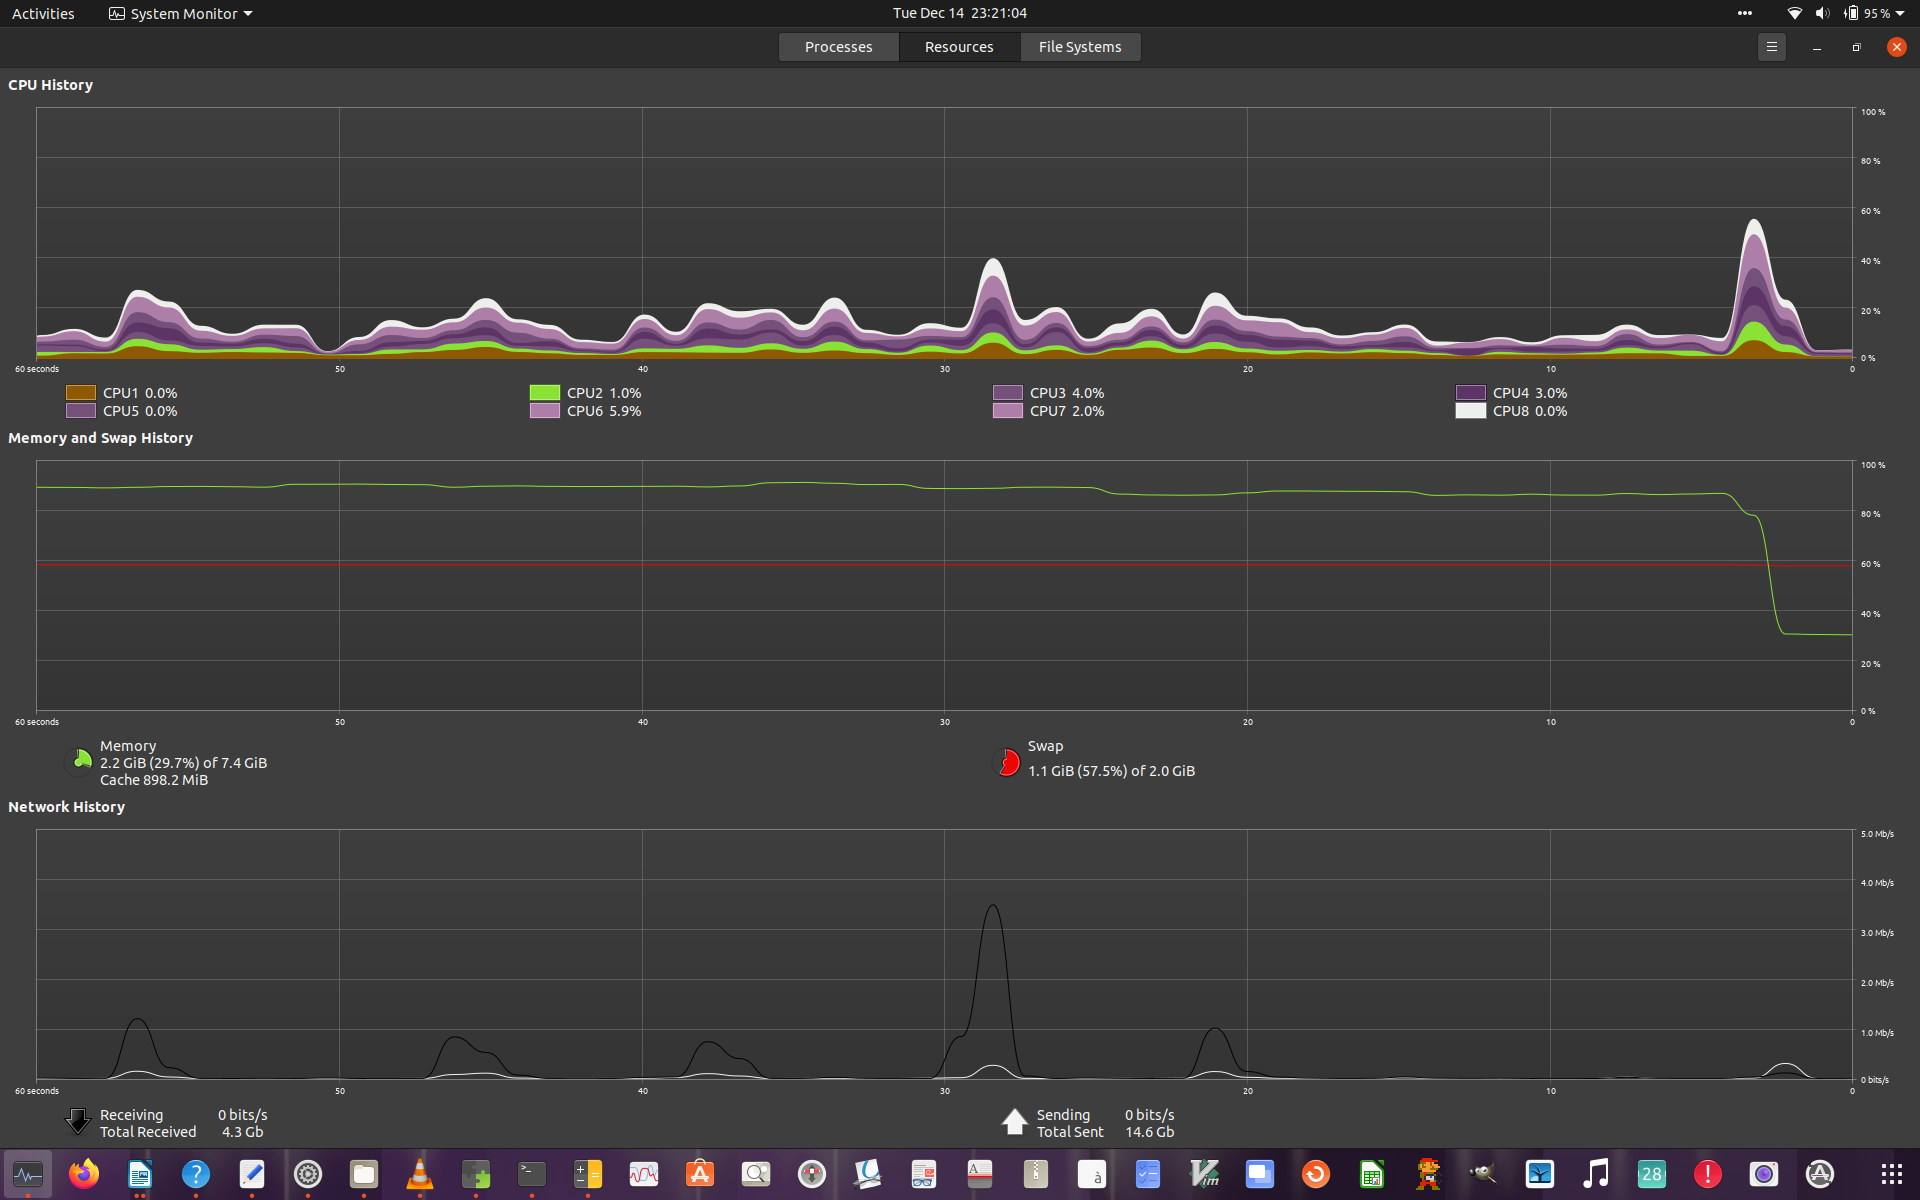 Activities
System Monitor
Tue Dec 14 23:21:04
95 %
Processes
Resources
File Systems
CPU History
100 %
80 %
60 %
40 %
20 %
0 %
60 seconds 50 40 30 20 10 0
CPU1 0.0% CPU2 1.0% CPU3 4.0% CPU4 3.0%
CPU5 0.0% CPU6 5.9% CPU7 2.0% CPU8 0.0%
Memory and Swap History
100 %
80 %
60 %
40 %
20 %
0 %
60 seconds 50 40 30 20 10 0
Memory
2.2 GiB (29.7%) of 7.4 GiB
Cache 898.2 MiB
Swap
1.1 GiB (57.5%) of 2.0 GiB
Network History
5.0 Mb/s
4.0 Mb/s
3.0 Mb/s
2.0 Mb/s
1.0 Mb/s
0 bits/s
60 seconds 50 40 30 20 10 0
Receiving 0 bits/s
Total Received 4.3 Gb
Sending 0 bits/s
Total Sent 14.6 Gb
28